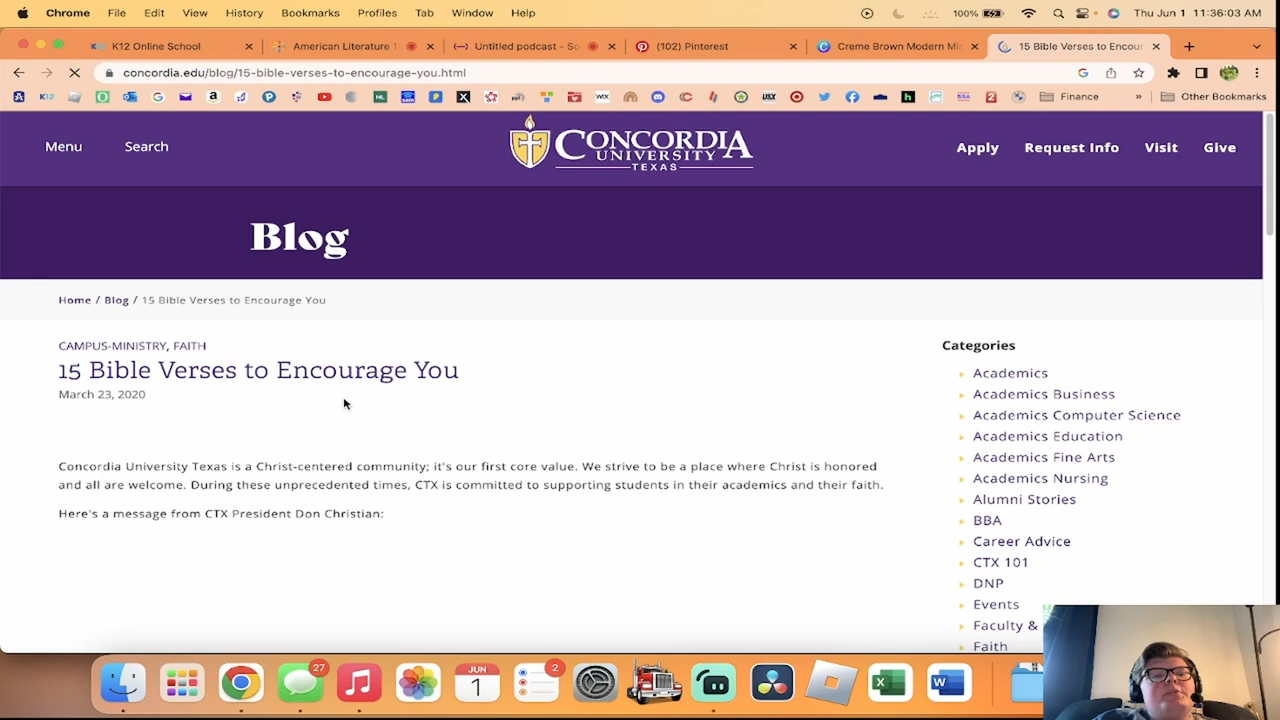 Chrome File Edit View History Bookmarks Profiles Tab Window Help 100% Thu Jun 1 11:36:03 AM
K12 Online School American Literature 1 Untitled podcast - So (102) Pinterest Creme Brown Modern Mi 15 Bible Verses to Encour
concordia.edu/blog/15-bible-verses-to-encourage-you.html
Finance » Other Bookmarks
Menu Search CONCORDIA UNIVERSITY TEXAS Apply Request Info Visit Give
Blog
Home / Blog / 15 Bible Verses to Encourage You
CAMPUS-MINISTRY, FAITH
15 Bible Verses to Encourage You
March 23, 2020
Concordia University Texas is a Christ-centered community; it's our first core value. We strive to be a place where Christ is honored
and all are welcome. During these unprecedented times, CTX is committed to supporting students in their academics and their faith.
Here's a message from CTX President Don Christian:
Categories
Academics
Academics Business
Academics Computer Science
Academics Education
Academics Fine Arts
Academics Nursing
Alumni Stories
BBA
Career Advice
CTX 101
DNP
Events
Faculty &
Faith
27 JUN 1 2